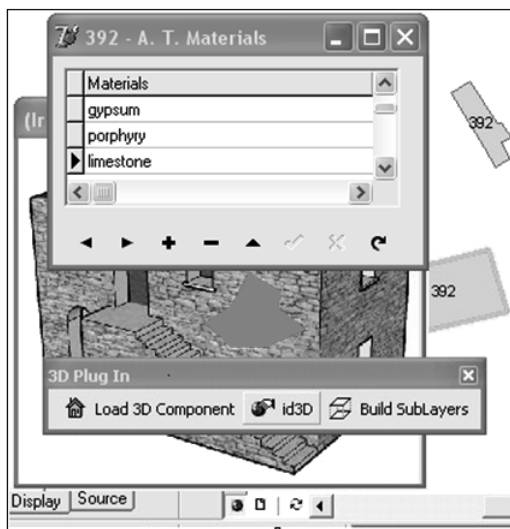 392 - A. T. Materials
Materials
gypsum
porphyry
limestone
(Ir
392
392
3D Plug In
Load 3D Component
id3D
Build SubLayers
Display
Source